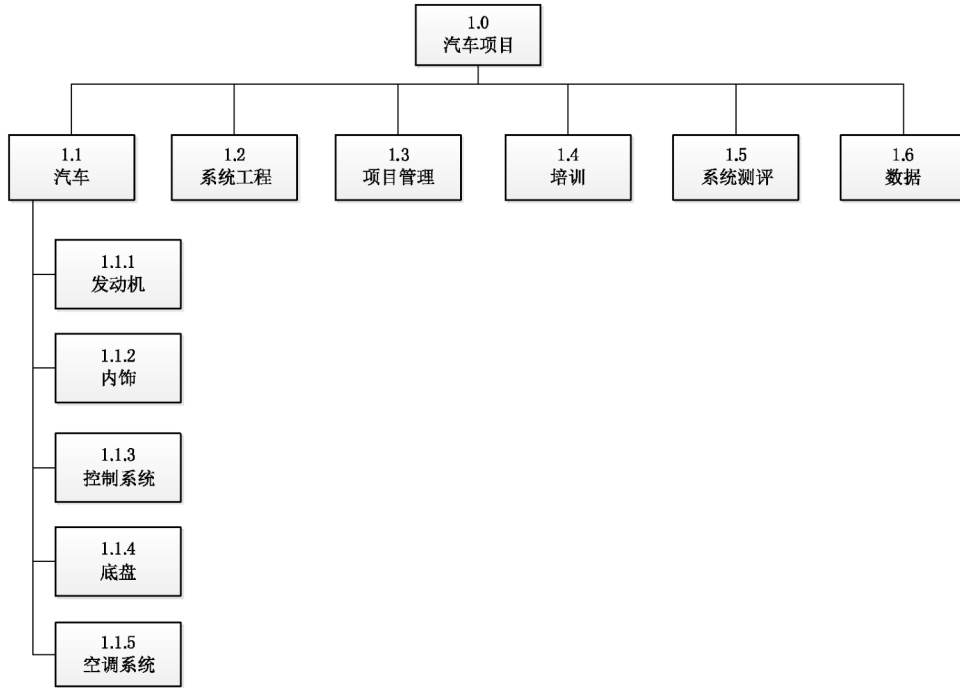 1.0
汽车项目
1.1
汽车
1.2
系统工程
1.3
项目管理
1.4
培训
1.5
系统测评
1.6
数据
1.1.1
发动机
1.1.2
内饰
1.1.3
控制系统
1.1.4
底盘
1.1.5
空调系统